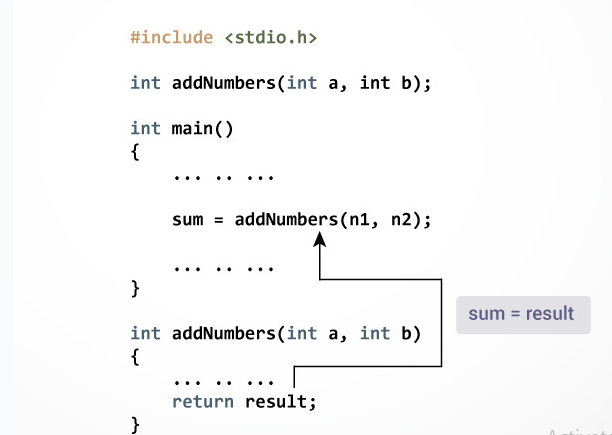 #include <stdio.h>
int addNumbers(int a, int b);
int main()
{
... .. ...
sum = addNumbers(n1, n2);
... .. ...
}
sum = result
int addNumbers(int a, int b)
{
... .. ...
return result;
}